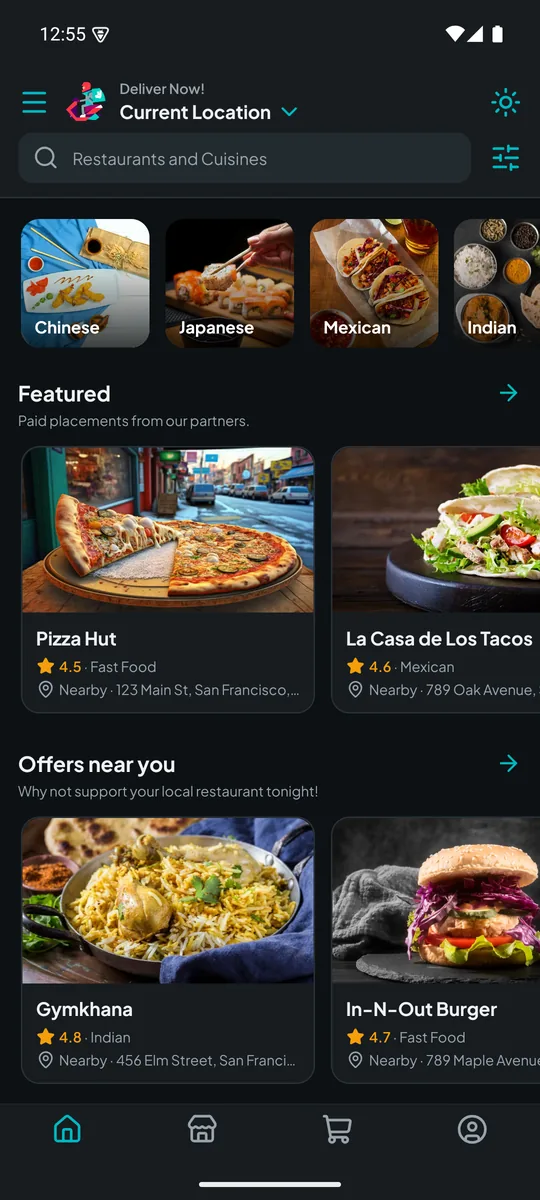 12:55
Deliver Now!
Current Location
Restaurants and Cuisines
Chinese
Japanese
Mexican
Indian
Featured
Paid placements from our partners.
Pizza Hut
4.5 · Fast Food
Nearby · 123 Main St, San Francisco,...
La Casa de Los Tacos
4.6 · Mexican
Nearby · 789 Oak Avenue,
Offers near you
Why not support your local restaurant tonight!
Gymkhana
4.8 · Indian
Nearby · 456 Elm Street, San Franci...
In-N-Out Burger
4.7 · Fast Food
Nearby · 789 Maple Avenue